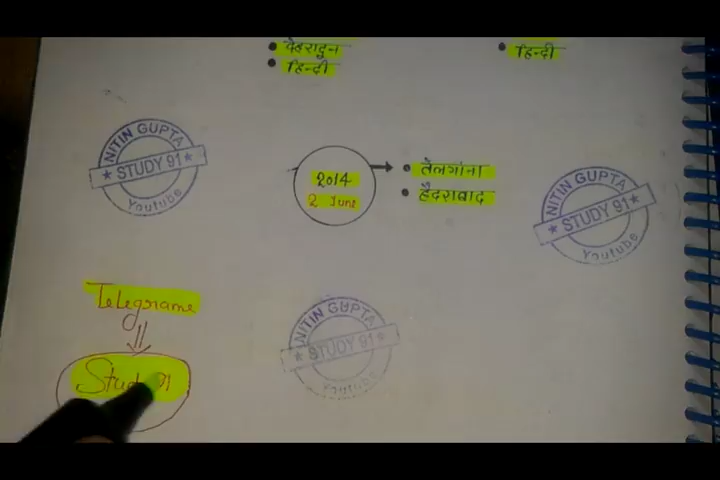 देहरादून
हिन्दी
हिन्दी
NITIN GUPTA
★ STUDY 91 ★
Youtube
2014
2 June
तेलगांना
हैदराबाद
NITIN GUPTA
★ STUDY 91 ★
Youtube
Telegrame
Study 91
NITIN GUPTA
★ STUDY 91 ★
Youtube